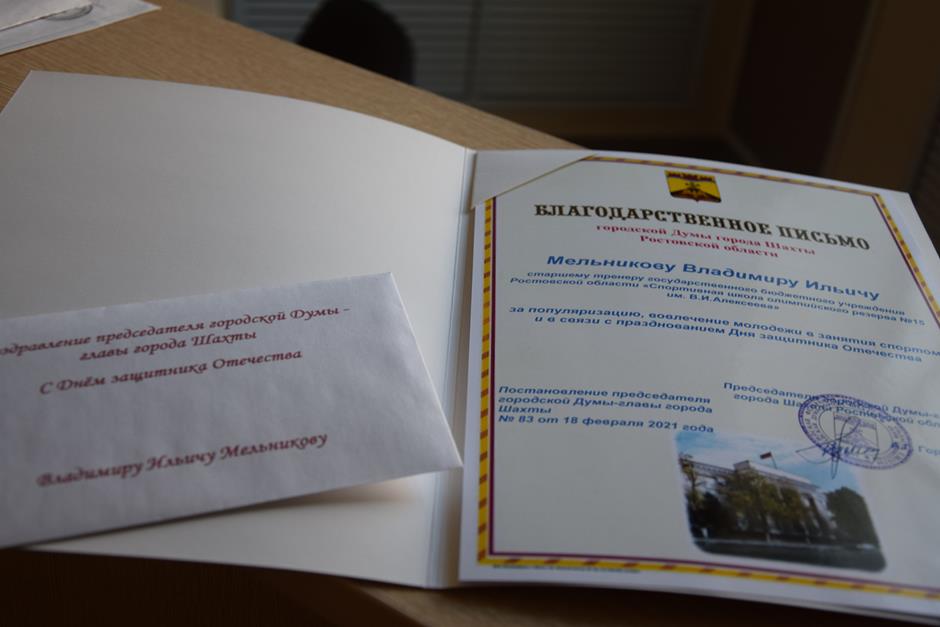 оздравление председателя городской Думы -
главы города Шахты
С Днём защитника Отечества
Владимиру Ильичу Мельникову
БЛАГОДАРСТВЕННОЕ ПИСЬМО
городской Думы города Шахты
Ростовской области
Мельникову Владимиру Ильичу
старшему тренеру государственного бюджетного учреждения
Ростовской области «Спортивная школа олимпийского резерва №15
им. В.И.Алексеева»
за популяризацию, вовлечение молодежи в занятия спортом
и в связи с празднованием Дня защитника Отечества
Постановление председателя
городской Думы-главы города
Шахты
№ 83 от 18 февраля 2021 года
Председатель городской Думы-г
города Шахты Ростовской обл